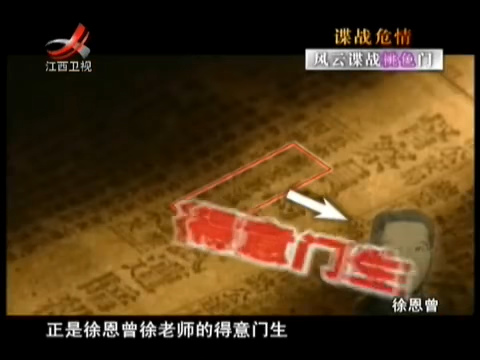 江西卫视
谍战危情
风云谍战桃色门
得意门生
徐恩曾
正是徐恩曾徐老师的得意门生